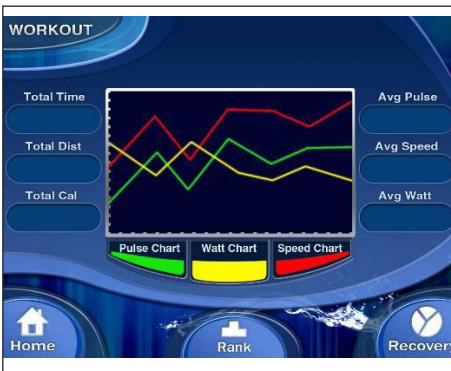 WORKOUT
Total Time
Avg Pulse
Total Dist
Avg Speed
Total Cal
Avg Watt
Pulse Chart
Watt Chart
Speed Chart
Home
Rank
Recovery